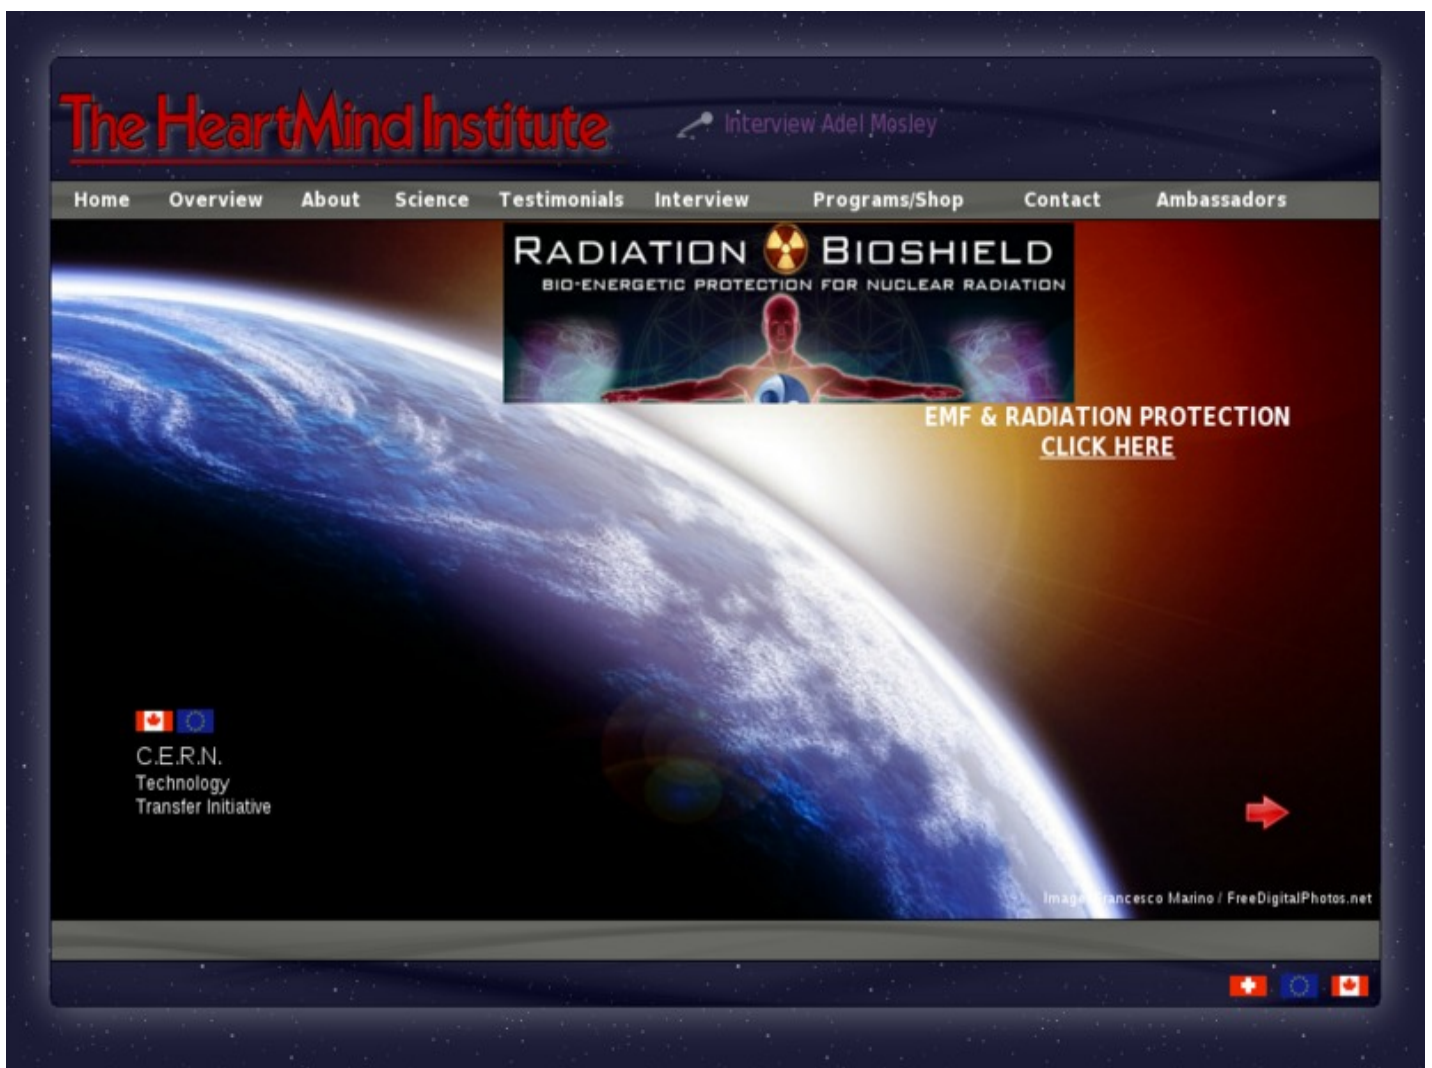 The HeartMind Institute
Interview Adel Mosley
Home Overview About Science Testimonials Interview Programs/Shop Contact Ambassadors
RADIATION BIOSHIELD
BIO-ENERGETIC PROTECTION FOR NUCLEAR RADIATION
EMF & RADIATION PROTECTION
CLICK HERE
C.E.R.N.
Technology
Transfer Initiative
Image: Francesco Marino / FreeDigitalPhotos.net